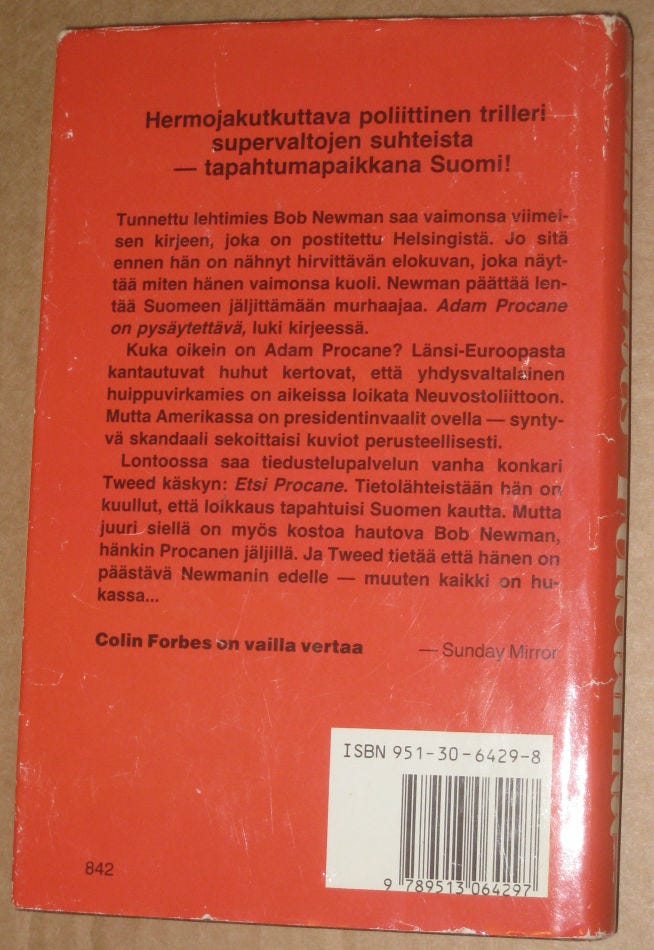 Hermojakutkuttava poliittinen trilleri
supervaltojen suhteista
— tapahtumapaikkana Suomi!
Tunnettu lehtimies Bob Newman saa vaimonsa viimei-
sen kirjeen, joka on postitettu Helsingistä. Jo sitä
ennen hän on nähnyt hirvittävän elokuvan, joka näyt-
tää miten hänen vaimonsa kuoli. Newman päättää len-
tää Suomeen jäljittämään murhaajaa. Adam Procane
on pysäytettävä, luki kirjeessä.
Kuka oikein on Adam Procane? Länsi-Euroopasta
kantautuvat huhut kertovat, että yhdysvaltalainen
huippuvirkamies on aikeissa loikata Neuvostoliittoon.
Mutta Amerikassa on presidentinvaalit ovella — synty-
vä skandaali sekoittaisi kuviot perusteellisesti.
Lontoossa saa tiedustelupalvelun vanha konkari
Tweed käskyn: Etsi Procane. Tietolähteistään hän on
kuullut, että loikkaus tapahtuisi Suomen kautta. Mutta
juuri siellä on myös kostoa hautova Bob Newman,
hänkin Procanen jäljillä. Ja Tweed tietää että hänen on
päästävä Newmanin edelle — muuten kaikki on hu-
kassa...
Colin Forbes on vailla vertaa — Sunday Mirror
ISBN 951-30-6429-8
9 789513 064297
842